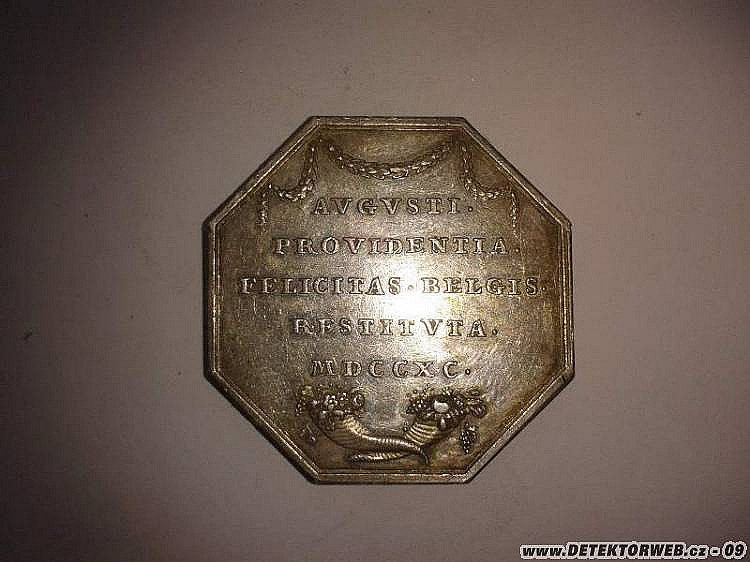 AVGVSTI ·
PROVIDENTIA ·
FELICITAS · BELGIS ·
RESTITVTA ·
MDCCXC ·
www.DETEKTORWEB.cz - 09